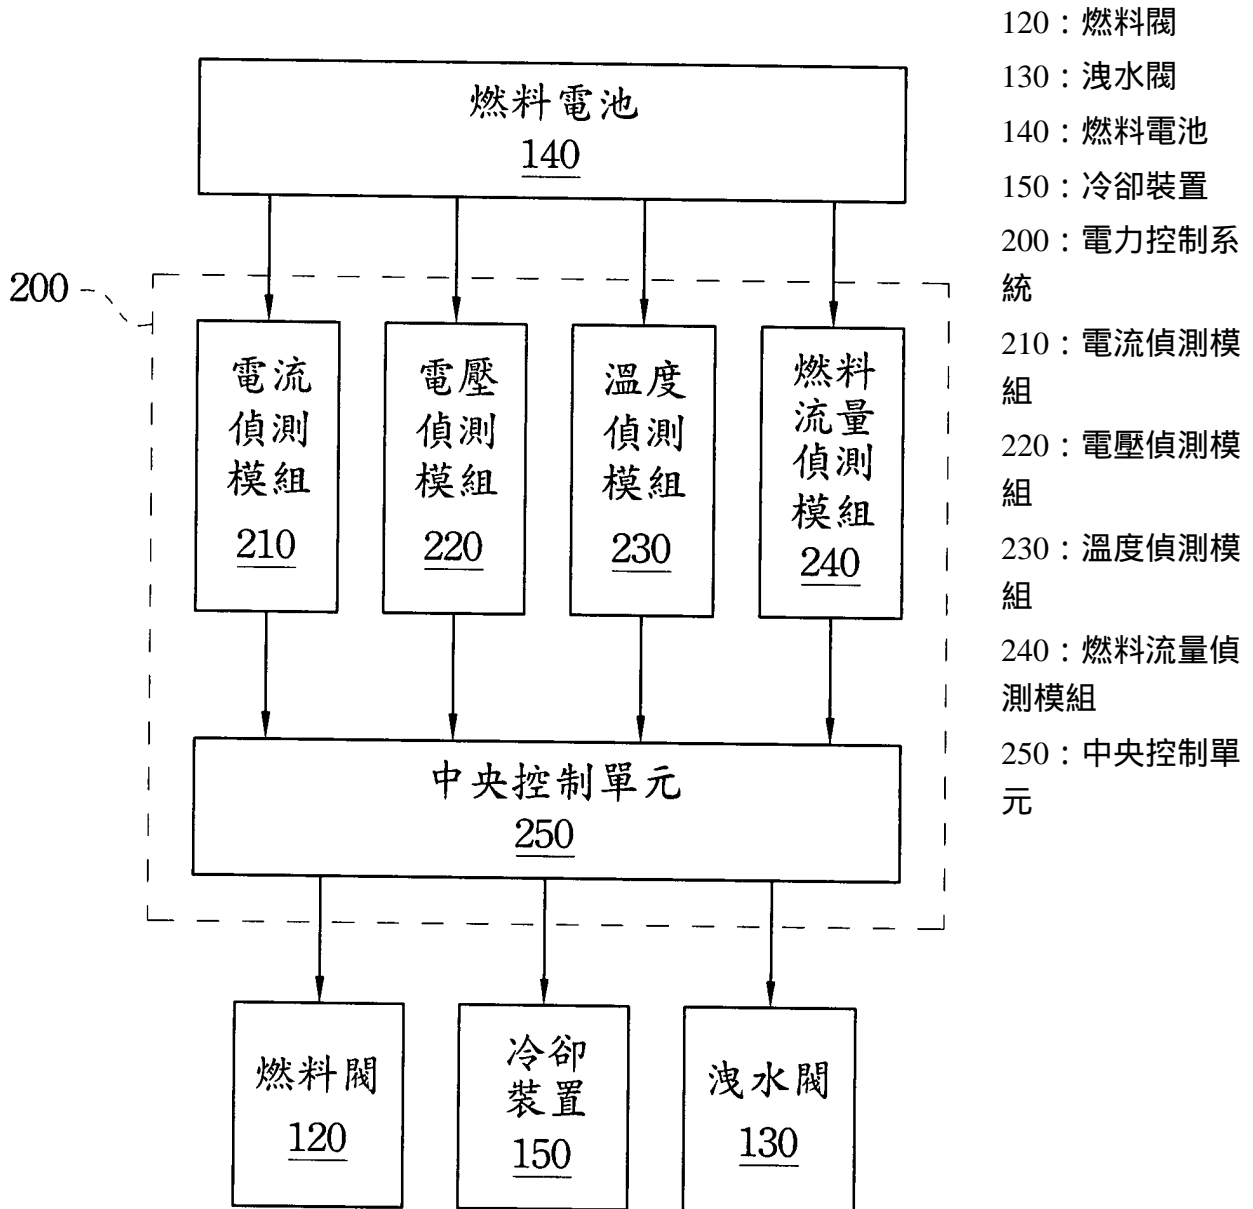 燃料電池
140
200
電流
偵測
模組
210
電壓
偵測
模組
220
溫度
偵測
模組
230
燃料
流量
偵測
模組
240
中央控制單元
250
燃料閥
120
冷卻
裝置
150
洩水閥
130
120：燃料閥
130：洩水閥
140：燃料電池
150：冷卻裝置
200：電力控制系
統
210：電流偵測模
組
220：電壓偵測模
組
230：溫度偵測模
組
240：燃料流量偵
測模組
250：中央控制單
元